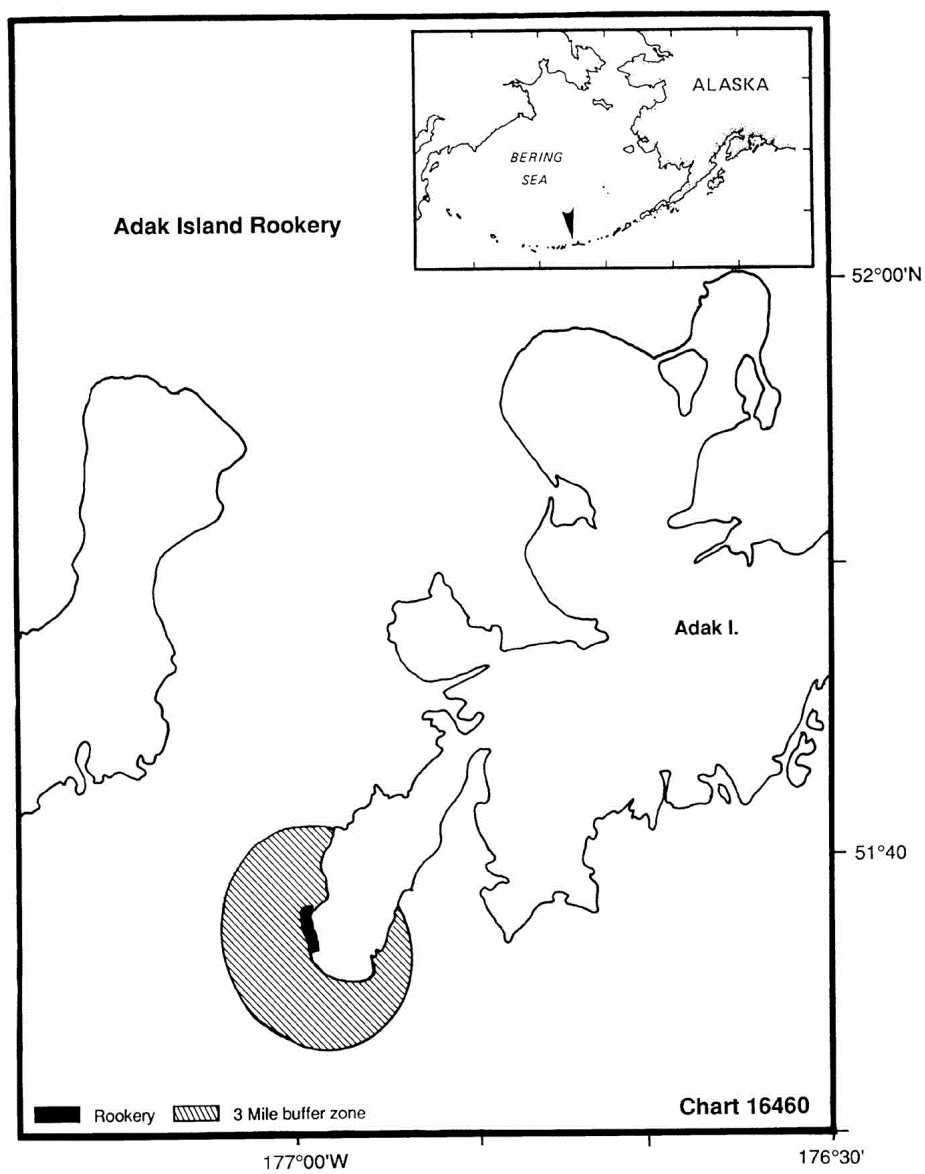 ALASKA
BERING
SEA
Adak Island Rookery
52°00'N
Adak I.
51°40
Rookery
3 Mile buffer zone
Chart 16460
177°00'W
176°30'